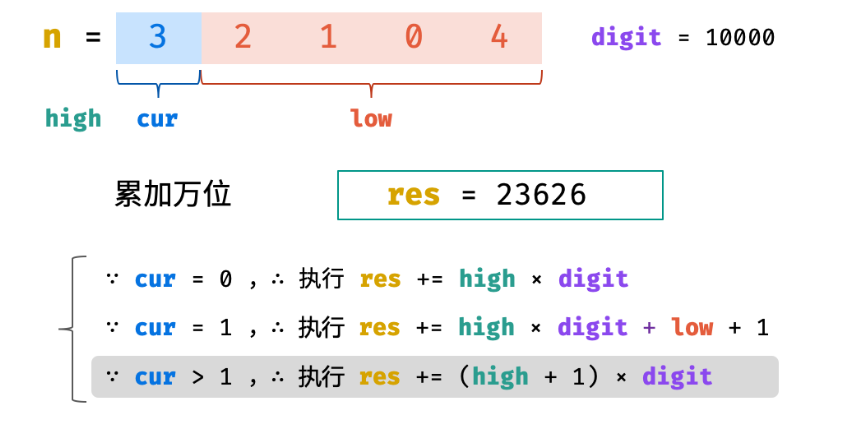 n = 3 2 1 0 4 digit = 10000
high cur low
累加万位 res = 23626
∵ cur = 0 , ∴ 执行 res += high × digit
∵ cur = 1 , ∴ 执行 res += high × digit + low + 1
∵ cur > 1 , ∴ 执行 res += (high + 1) × digit